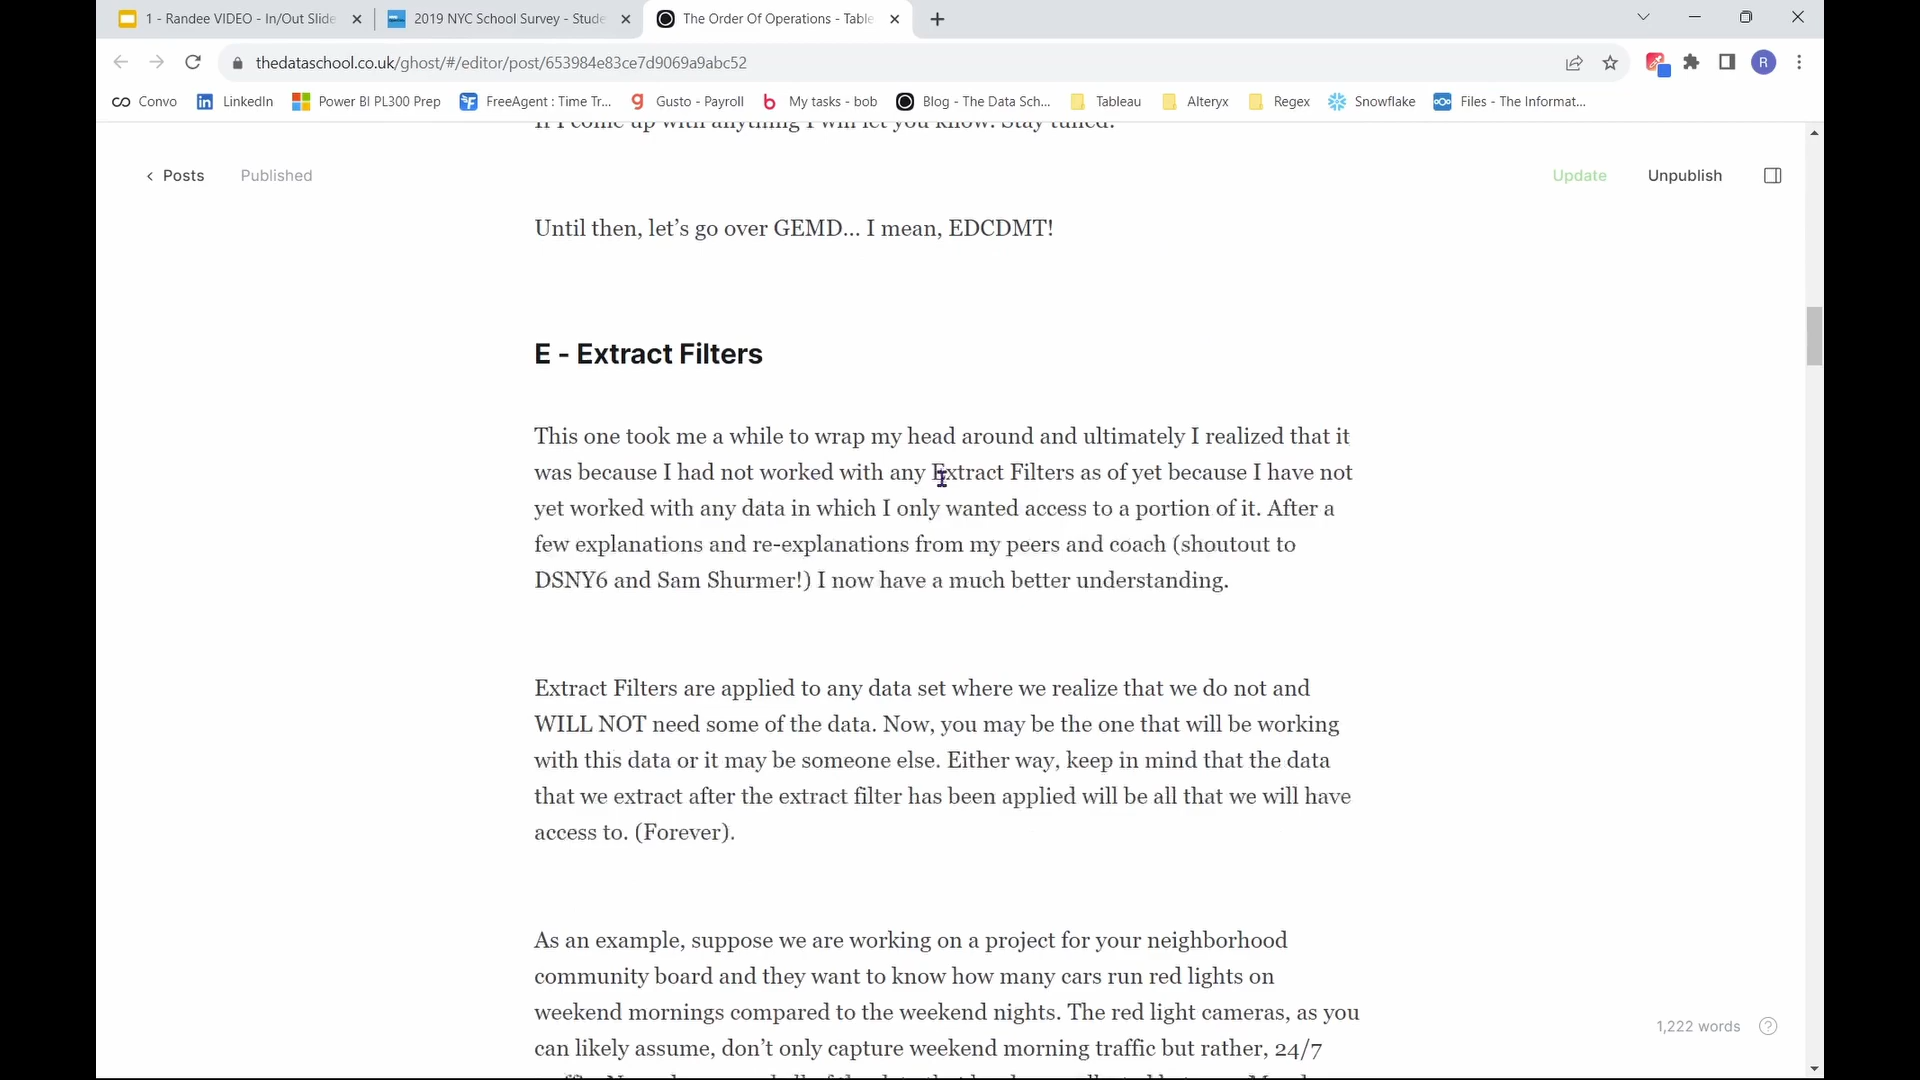 1 - Randee VIDEO - In/Out Slide
2019 NYC School Survey - Stude
The Order Of Operations - Table
thedataschool.co.uk/ghost/#/editor/post/653984e83ce7d9069a9abc52
R
Convo
LinkedIn
Power BI PL300 Prep
FreeAgent : Time Tr...
Gusto - Payroll
My tasks - bob
Blog - The Data Sch...
Tableau
Alteryx
Regex
Snowflake
Files - The Informat...
If I come up with anything I will let you know. Stay tuned.
Posts
Published
Update
Unpublish
Until then, let’s go over GEMD... I mean, EDCDMT!
E - Extract Filters
This one took me a while to wrap my head around and ultimately I realized that it
was because I had not worked with any Extract Filters as of yet because I have not
yet worked with any data in which I only wanted access to a portion of it. After a
few explanations and re-explanations from my peers and coach (shoutout to
DSNY6 and Sam Shurmer!) I now have a much better understanding.
Extract Filters are applied to any data set where we realize that we do not and
WILL NOT need some of the data. Now, you may be the one that will be working
with this data or it may be someone else. Either way, keep in mind that the data
that we extract after the extract filter has been applied will be all that we will have
access to. (Forever).
As an example, suppose we are working on a project for your neighborhood
community board and they want to know how many cars run red lights on
weekend mornings compared to the weekend nights. The red light cameras, as you
can likely assume, don’t only capture weekend morning traffic but rather, 24/7
1,222 words